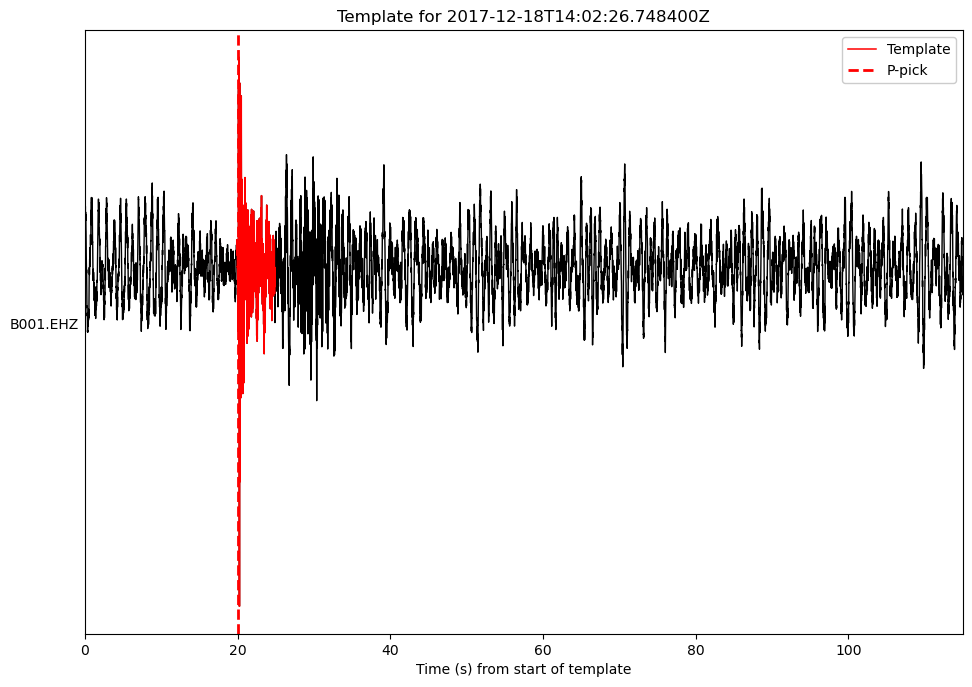 Template for 2017-12-18T14:02:26.748400Z
Template
P-pick
B001.EHZ
0 20 40 60 80 100
Time (s) from start of template